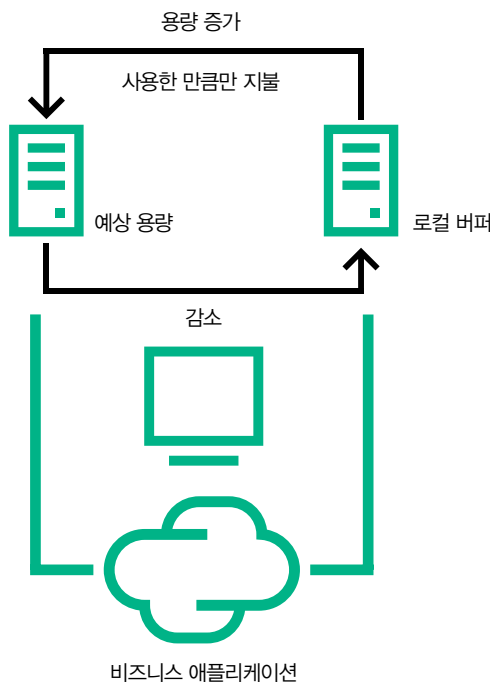 용량 증가
사용한 만큼만 지불
예상 용량
로컬 버퍼
감소
비즈니스 애플리케이션